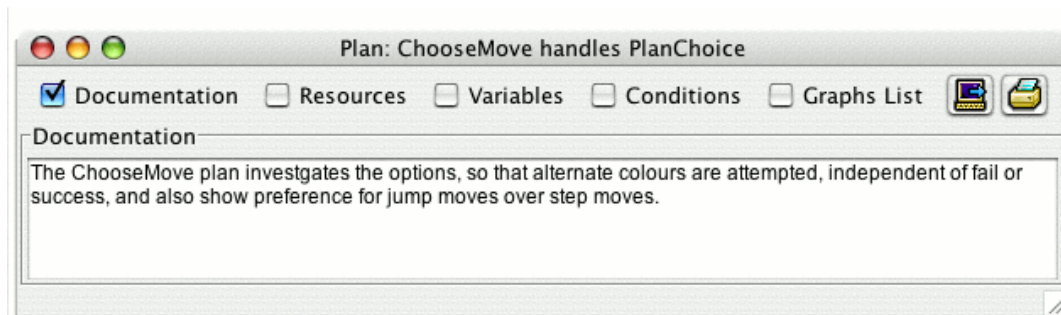 Plan: ChooseMove handles PlanChoice
Documentation Resources Variables Conditions Graphs List
Documentation
The ChooseMove plan investgates the options, so that alternate colours are attempted, independent of fail or
success, and also show preference for jump moves over step moves.